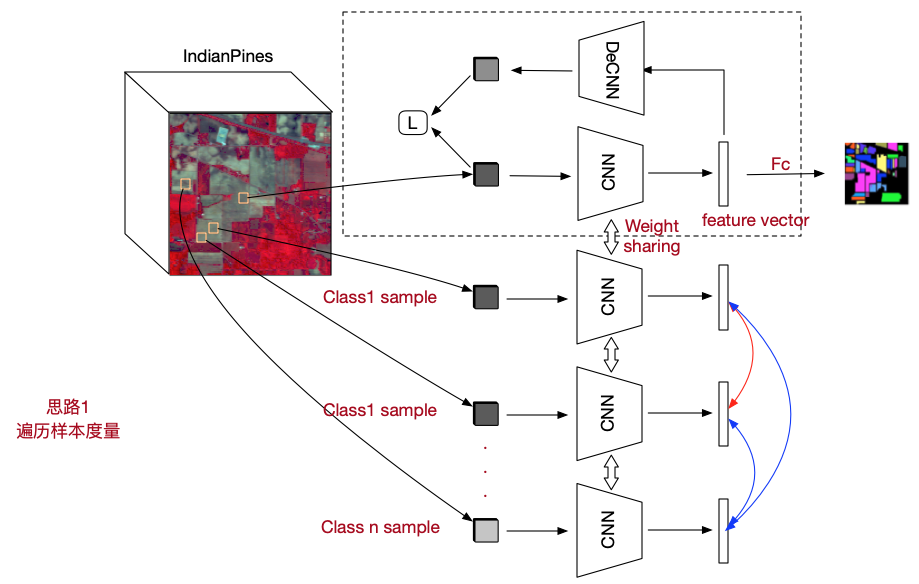 IndianPines
DeCNN
L
CNN
Fc
feature vector
Weight
sharing
CNN
Class1 sample
思路1
遍历样本度量
Class1 sample
CNN
Class n sample
CNN